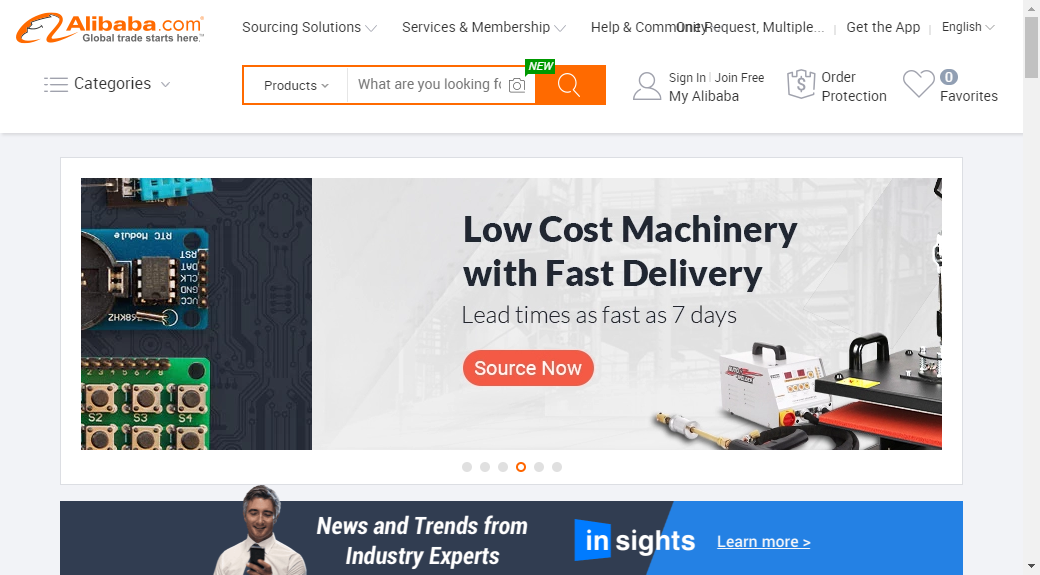 Alibaba.com
Global trade starts here.™
Sourcing Solutions
Services & Membership
Help & Community
One Request, Multiple...
Get the App
English
Categories
Products
What are you looking fo
NEW
Sign In | Join Free
My Alibaba
Order
Protection
0
Favorites
RTC Module
RST
DAT
CLK
GND
VCC
768KHZ
S2 S3 S4
Low Cost Machinery
with Fast Delivery
Lead times as fast as 7 days
Source Now
News and Trends from
Industry Experts
in sights
Learn more >